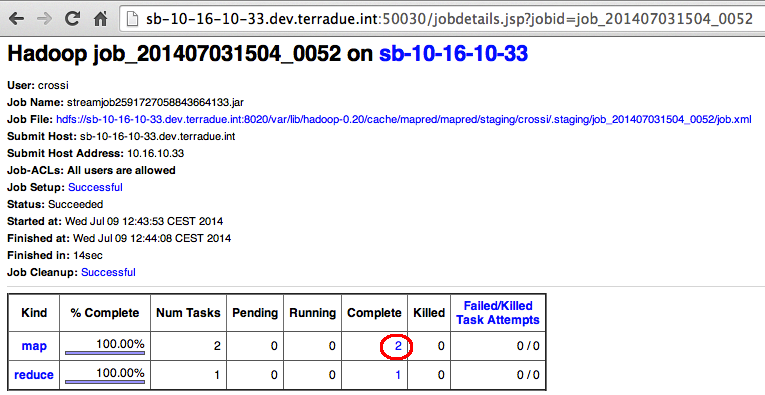 sb-10-16-10-33.dev.terradue.int:50030/jobdetails.jsp?jobid=job_201407031504_0052
Hadoop job_201407031504_0052 on sb-10-16-10-33
User: crossi
Job Name: streamjob2591727058843664133.jar
Job File: hdfs://sb-10-16-10-33.dev.terradue.int:8020/var/lib/hadoop-0.20/cache/mapred/mapred/staging/crossi/.staging/job_201407031504_0052/job.xml
Submit Host: sb-10-16-10-33.dev.terradue.int
Submit Host Address: 10.16.10.33
Job-ACLs: All users are allowed
Job Setup: Successful
Status: Succeeded
Started at: Wed Jul 09 12:43:53 CEST 2014
Finished at: Wed Jul 09 12:44:08 CEST 2014
Finished in: 14sec
Job Cleanup: Successful
Kind % Complete Num Tasks Pending Running Complete Killed Failed/Killed Task Attempts
map 100.00% 2 0 0 2 0 0 / 0
reduce 100.00% 1 0 0 1 0 0 / 0